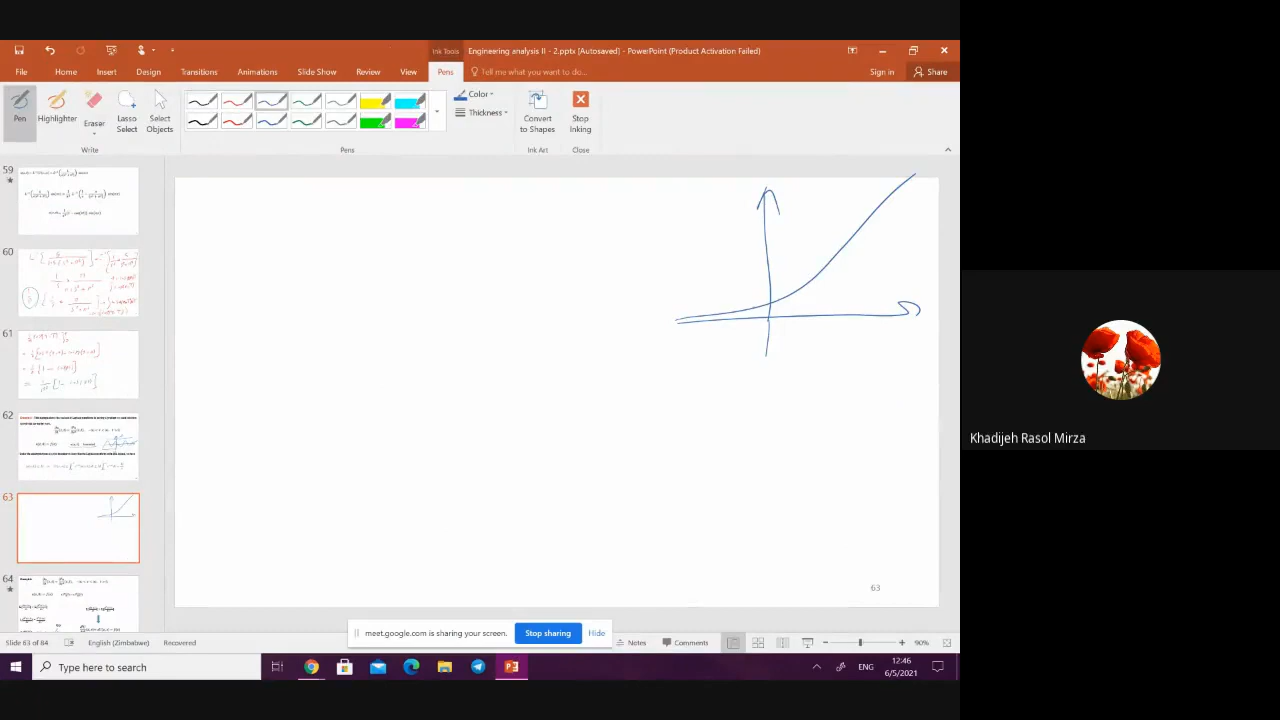 Ink Tools
Engineering analysis II - 2.pptx [Autosaved] - PowerPoint (Product Activation Failed)
File Home Insert Design Transitions Animations Slide Show Review View Pens Tell me what you want to do... Sign in Share
Pen Highlighter Eraser Lasso Select Select Objects Color Thickness Convert to Shapes Stop Inking
Write Pens Ink Art Close
59
60
61
62
63
64
63
Khadijeh Rasol Mirza
meet.google.com is sharing your screen. Stop sharing Hide
Slide 63 of 84 English (Zimbabwe) Recovered Notes Comments 90%
Type here to search ENG 12:46
6/5/2021